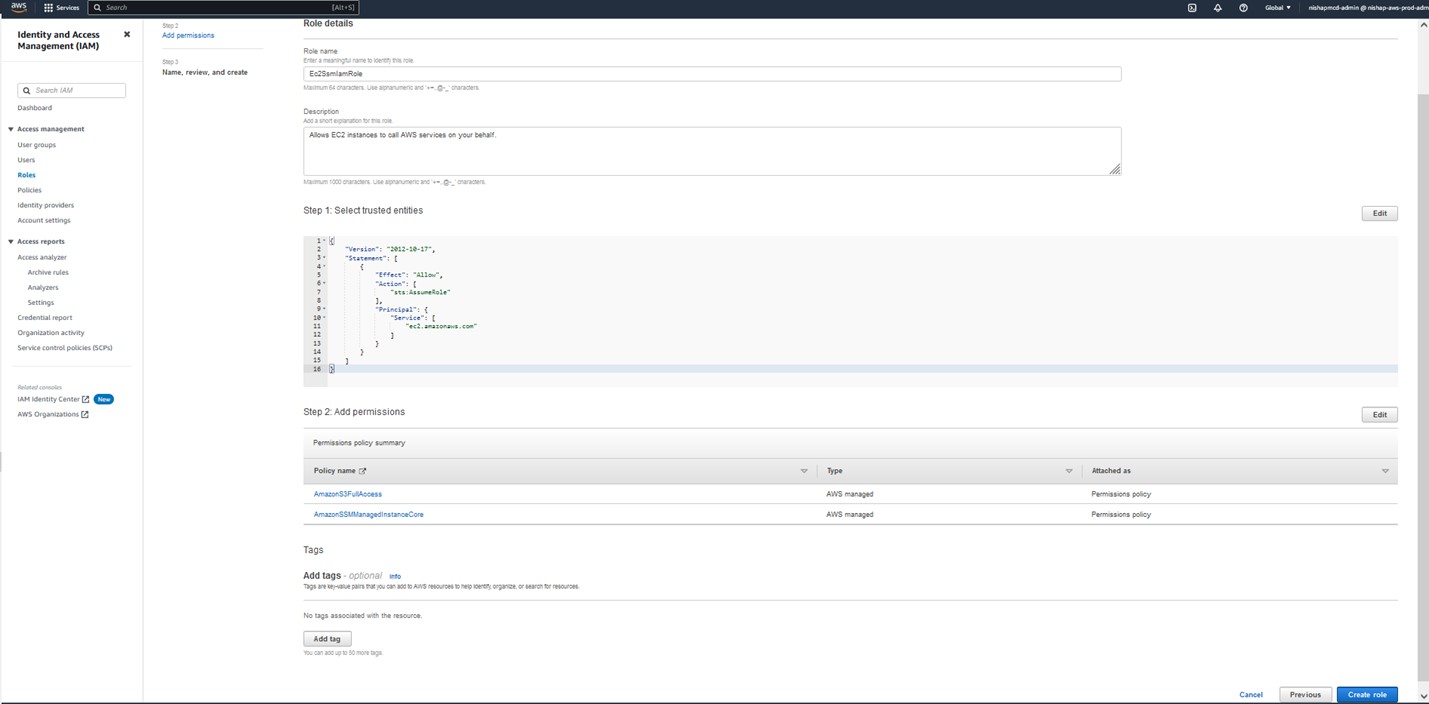 aws
Services
Search
[Alt+S]
Global
nishapmcd-admin @ nishap-aws-prod-adm
Identity and Access
Management (IAM)
Search IAM
Dashboard
Access management
User groups
Users
Roles
Policies
Identity providers
Account settings
Access reports
Access analyzer
Archive rules
Analyzers
Settings
Credential report
Organization activity
Service control policies (SCPs)
Related consoles
IAM Identity Center
New
AWS Organizations
Step 2
Add permissions
Step 3
Name, review, and create
Role details
Role name
Enter a meaningful name to identify this role.
Ec2SsmIamRole
Maximum 64 characters. Use alphanumeric and '+=,.@-_' characters.
Description
Add a short explanation for this role.
Allows EC2 instances to call AWS services on your behalf.
Maximum 1000 characters. Use alphanumeric and '+=,.@-_' characters.
Step 1: Select trusted entities
Edit
1 {
2 "Version": "2012-10-17",
3 "Statement": [
4 {
5 "Effect": "Allow",
6 "Action": [
7 "sts:AssumeRole"
8 ],
9 "Principal": {
10 "Service": [
11 "ec2.amazonaws.com"
12 ]
13 }
14 }
15 ]
16 }
Step 2: Add permissions
Edit
Permissions policy summary
Policy name
Type
Attached as
AmazonS3FullAccess
AWS managed
Permissions policy
AmazonSSMManagedInstanceCore
AWS managed
Permissions policy
Tags
Add tags - optional Info
Tags are key-value pairs that you can add to AWS resources to help identify, organize, or search for resources.
No tags associated with the resource.
Add tag
You can add up to 50 more tags.
Cancel
Previous
Create role